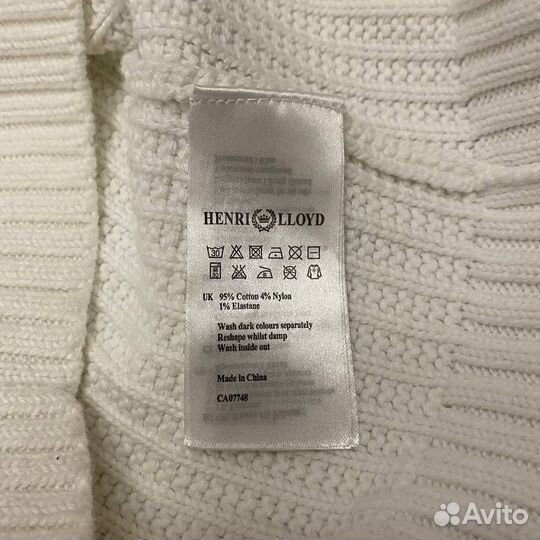 HENRI LLOYD
30
UK 95% Cotton 4% Nylon
1% Elastane
Wash dark colours separately
Reshape whilst damp
Wash inside out
Made in China
CA07748
Avito